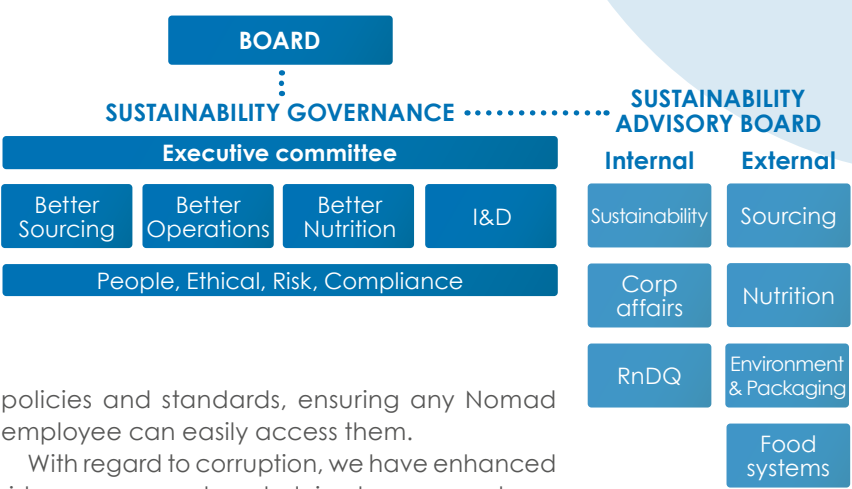 BOARD
SUSTAINABILITY GOVERNANCE
Executive committee
Better
Sourcing
Better
Operations
Better
Nutrition
I&D
People, Ethical, Risk, Compliance
SUSTAINABILITY
ADVISORY BOARD
Internal
Sustainability
Corp
affairs
RnDQ
External
Sourcing
Nutrition
Environment
& Packaging
Food
systems
policies and standards, ensuring any Nomad
employee can easily access them.
With regard to corruption, we have enhanced